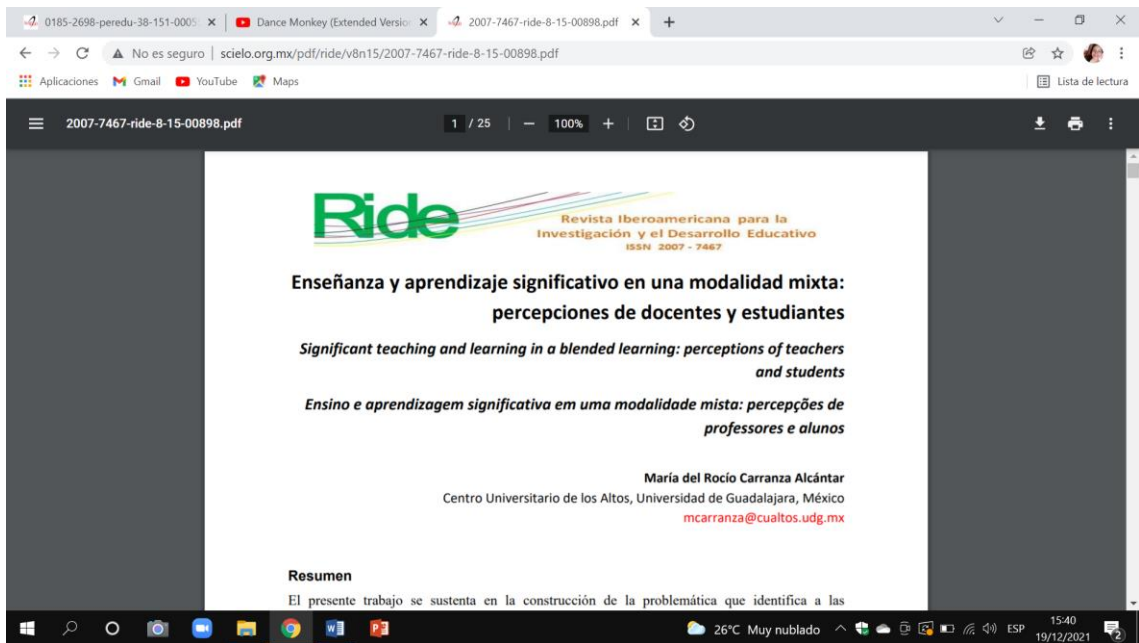 0185-2698-peredu-38-151-0005
Dance Monkey (Extended Version
2007-7467-ride-8-15-00898.pdf
No es seguro | scielo.org.mx/pdf/ride/v8n15/2007-7467-ride-8-15-00898.pdf
Aplicaciones Gmail YouTube Maps Lista de lectura
2007-7467-ride-8-15-00898.pdf 1 / 25 | − 100% +
Ride
Revista Iberoamericana para la
Investigación y el Desarrollo Educativo
ISSN 2007 - 7467
Enseñanza y aprendizaje significativo en una modalidad mixta:
percepciones de docentes y estudiantes
Significant teaching and learning in a blended learning: perceptions of teachers
and students
Ensino e aprendizagem significativa em uma modalidade mista: percepções de
professores e alunos
María del Rocío Carranza Alcántar
Centro Universitario de los Altos, Universidad de Guadalajara, México
mcarranza@cualtos.udg.mx
Resumen
El presente trabajo se sustenta en la construcción de la problemática que identifica a las
26°C Muy nublado ESP 15:40
19/12/2021
2